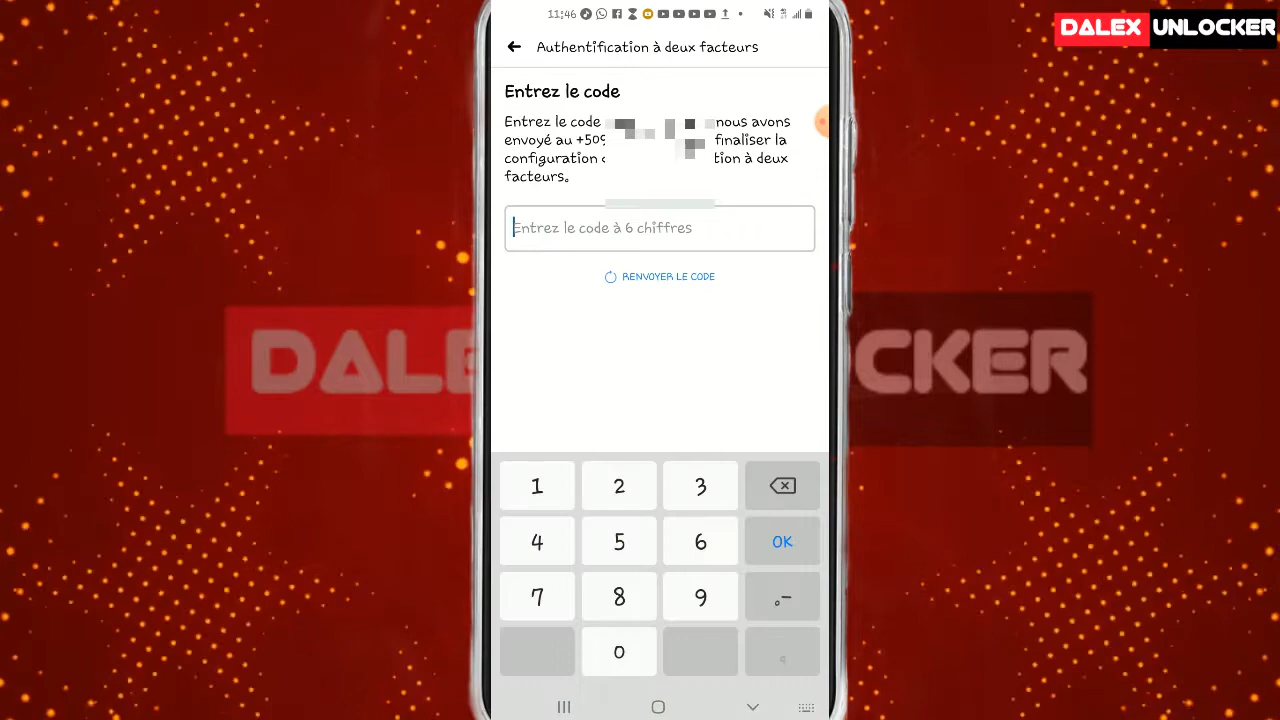 DALEX UNLOCKER
11:46
Authentification à deux facteurs
Entrez le code
Entrez le code nous avons
envoyé au +509 finaliser la
configuration tion à deux
facteurs.
Entrez le code à 6 chiffres
RENVOYER LE CODE
DALE OCKER
1 2 3
4 5 6 OK
7 8 9 .-
0